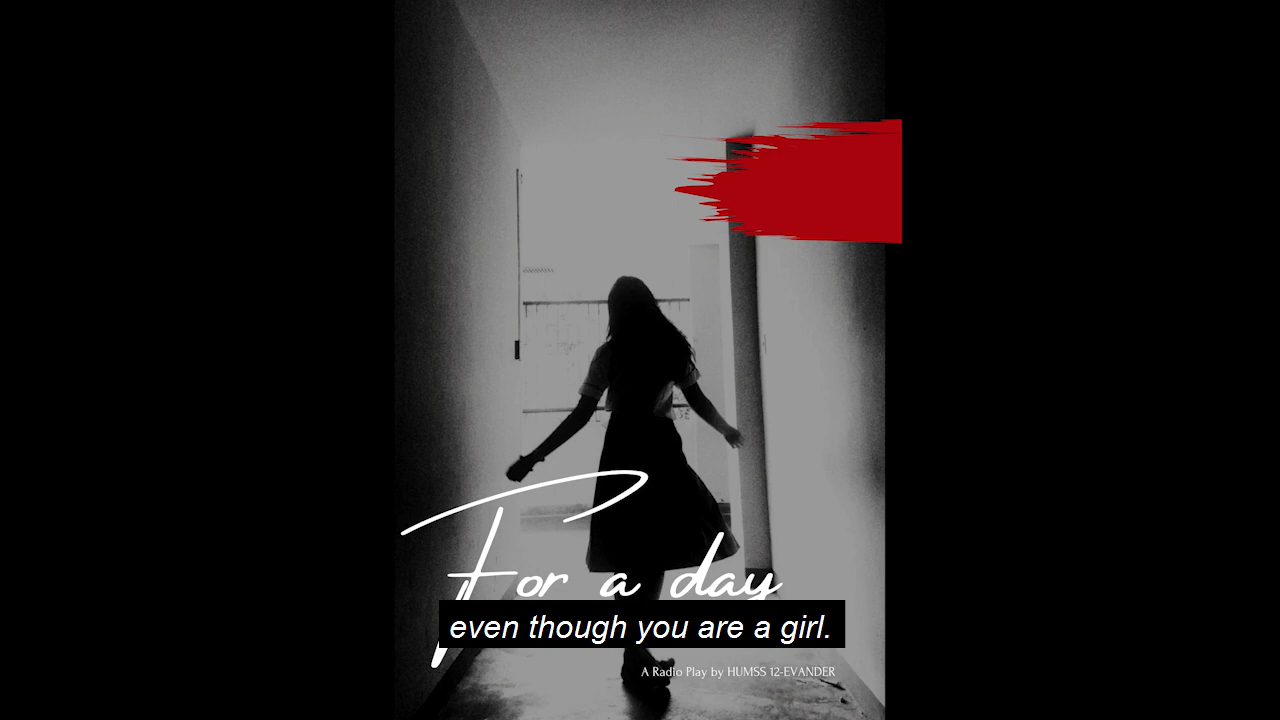 For a day
even though you are a girl.
A Radio Play by HUMSS 12-EVANDER